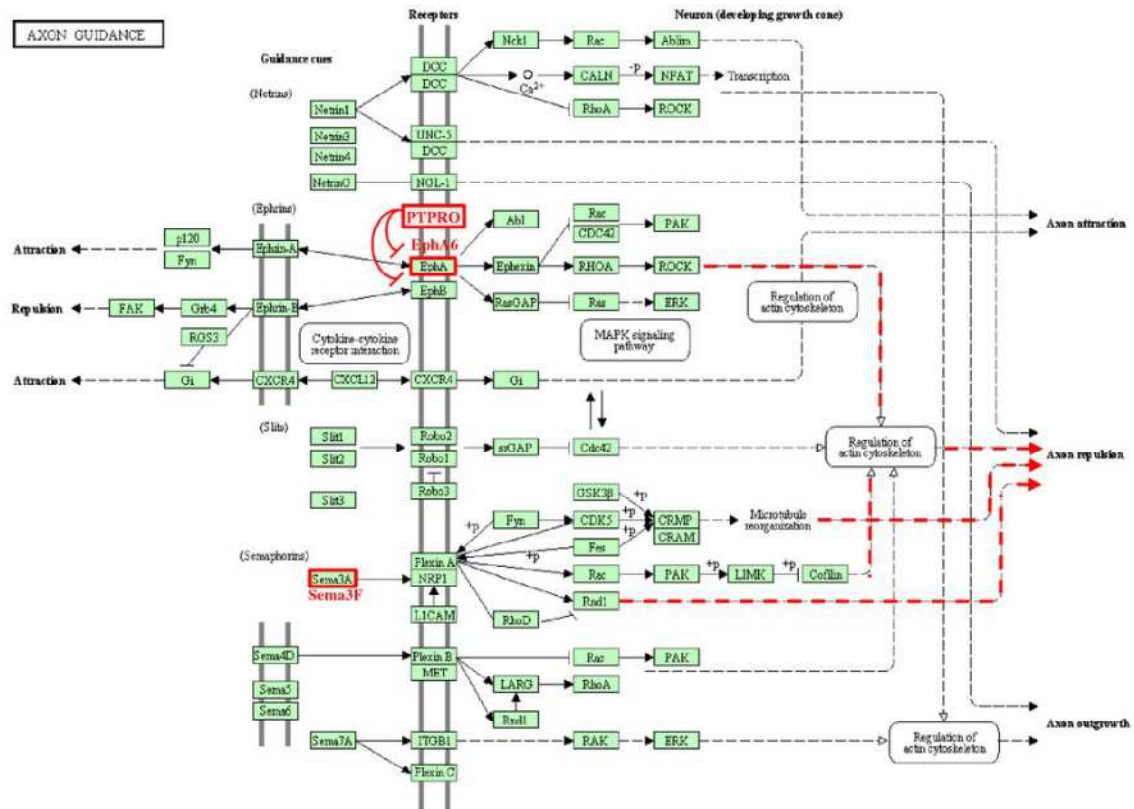 AXON GUIDANCE
Receptors
Neuron (developing growth cone)
Guidance cues
(Netrins)
DCC
DCC
Nck1
Rac
Ablim
Ca2+
CALN
-p
NFAT
Transcription
Netrin1
RhoA
ROCK
Netrin3
Netrin4
UNC-5
DCC
NetrinG
NGL-1
(Ephrins)
PTPRO
EphA6
Abl
Rac
CDC42
PAK
Axon attraction
Attraction
p120
Fyn
Ephrin-A
EphA
Ephexin
RHOA
ROCK
EphB
RasGAP
Ras
ERK
Regulation of
actin cytoskeleton
Repulsion
FAK
Grb4
Ephrin-B
RGS3
Cytokine-cytokine
receptor interaction
MAPK signaling
pathway
Attraction
Gi
CXCR4
CXCL12
CXCR4
Gi
(Slits)
Slit1
Slit2
Robo2
Robo1
srGAP
Cdc42
Regulation of
actin cytoskeleton
Axon repulsion
Slit3
Robo3
GSK3β
+p
+p
Fyn
CDK5
+p
CRMP
CRAM
Microtubule
reorganization
+p
Fes
+p
(Semaphorins)
Plexin A
NRP1
Sema3A
Sema3F
Rac
PAK
+p
LIMK
+p
Cofilin
Rnd1
L1CAM
RhoD
Sema4D
Plexin B
MET
Ras
PAK
Sema5
Sema6
LARG
RhoA
Rnd1
Axon outgrowth
Sema7A
ITGB1
RAK
ERK
Regulation of
actin cytoskeleton
Plexin C